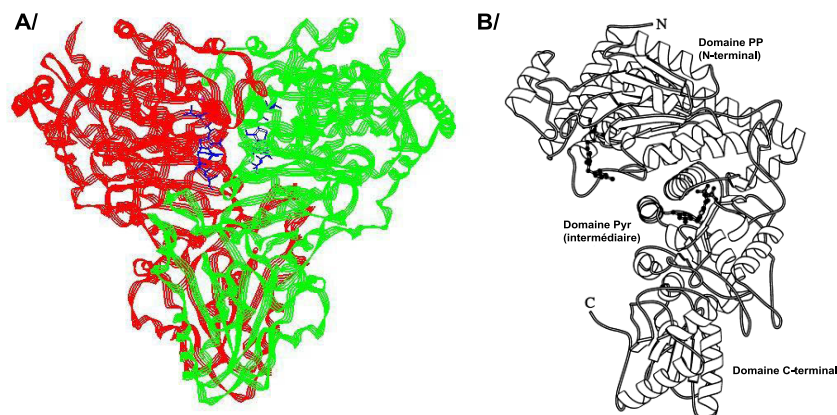 A/
B/
N
Domaine PP
(N-terminal)
Domaine Pyr
(intermédiaire)
C
Domaine C-terminal